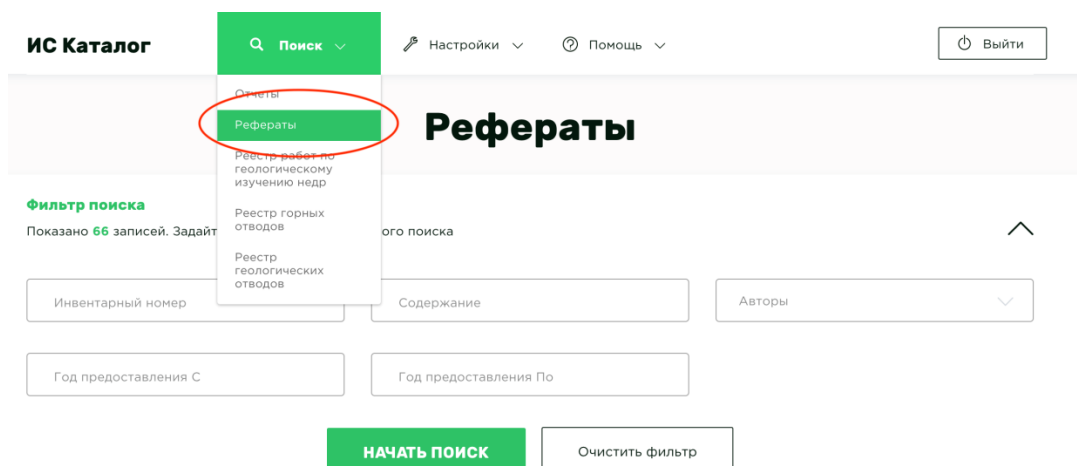 ИС Каталог
Поиск
Настройки
Помощь
Выйти
Отчеты
Рефераты
Реестр работ по
геологическому
изучению недр
Реестр горных
отводов
Реестр
геологических
отводов
Рефераты
Фильтр поиска
Показано 66 записей. Задайт ого поиска
Инвентарный номер
Содержание
Авторы
Год предоставления С
Год предоставления По
НАЧАТЬ ПОИСК
Очистить фильтр